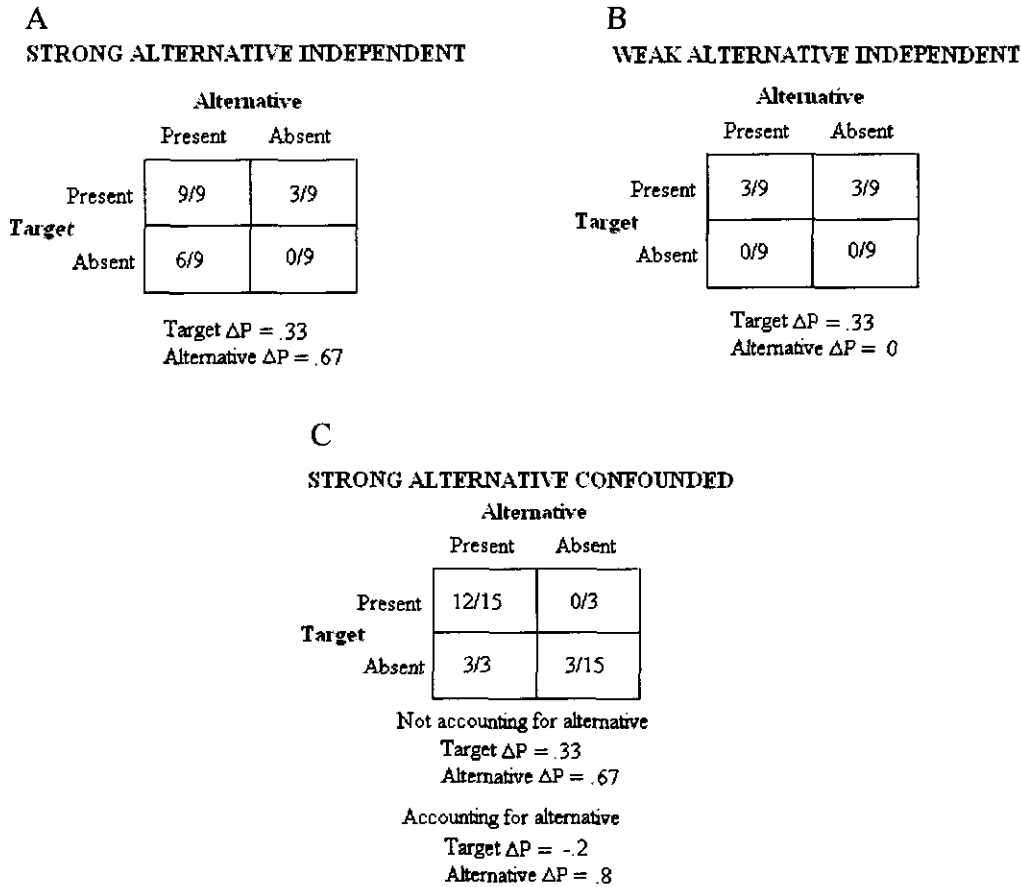 A
STRONG ALTERNATIVE INDEPENDENT
Alternative
Present Absent
Present 9/9 3/9
Target
Absent 6/9 0/9
Target ΔP = .33
Alternative ΔP = .67
B
WEAK ALTERNATIVE INDEPENDENT
Alternative
Present Absent
Present 3/9 3/9
Target
Absent 0/9 0/9
Target ΔP = .33
Alternative ΔP = 0
C
STRONG ALTERNATIVE CONFOUNDED
Alternative
Present Absent
Present 12/15 0/3
Target
Absent 3/3 3/15
Not accounting for alternative
Target ΔP = .33
Alternative ΔP = .67
Accounting for alternative
Target ΔP = -.2
Alternative ΔP = .8